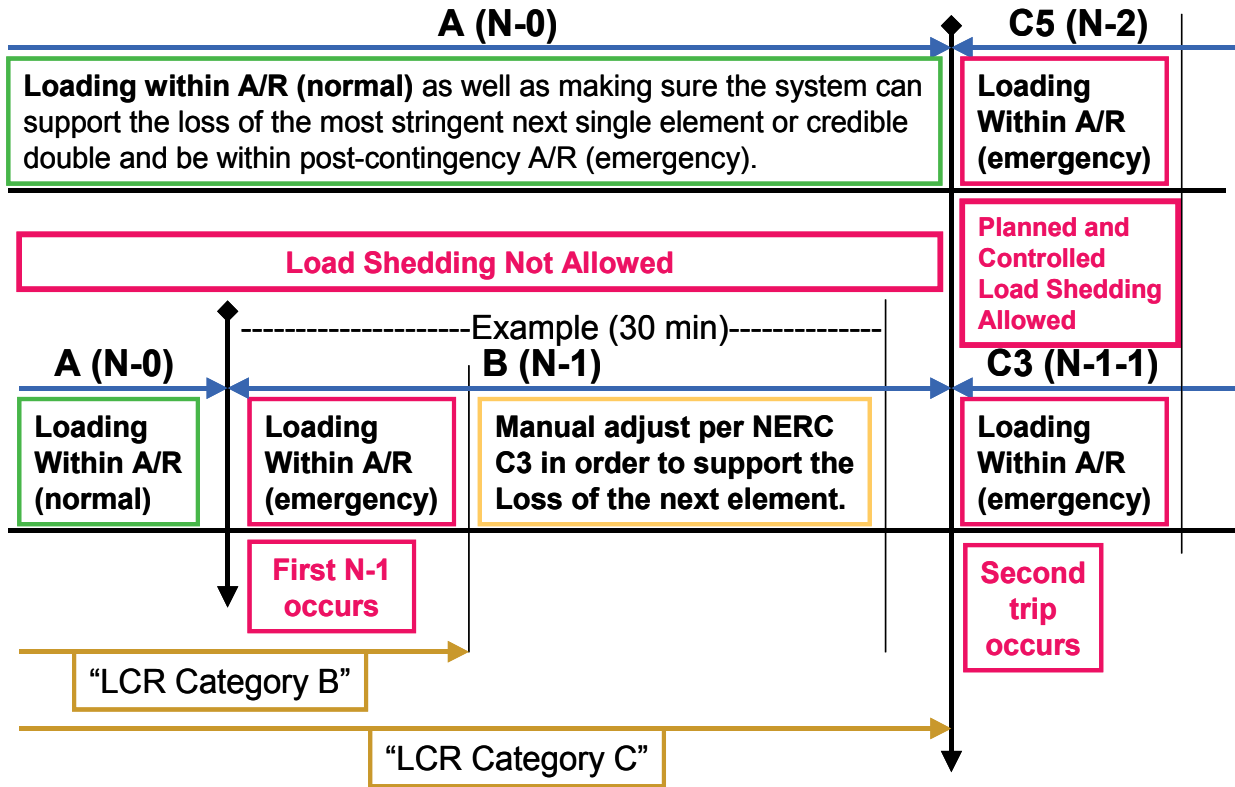 A (N-0)
C5 (N-2)
Loading within A/R (normal) as well as making sure the system can
support the loss of the most stringent next single element or credible
double and be within post-contingency A/R (emergency).
Loading
Within A/R
(emergency)
Load Shedding Not Allowed
Planned and
Controlled
Load Shedding
Allowed
---------------------Example (30 min)--------------
A (N-0)
B (N-1)
C3 (N-1-1)
Loading
Within A/R
(normal)
Loading
Within A/R
(emergency)
Manual adjust per NERC
C3 in order to support the
Loss of the next element.
Loading
Within A/R
(emergency)
First N-1
occurs
Second
trip
occurs
“LCR Category B”
“LCR Category C”